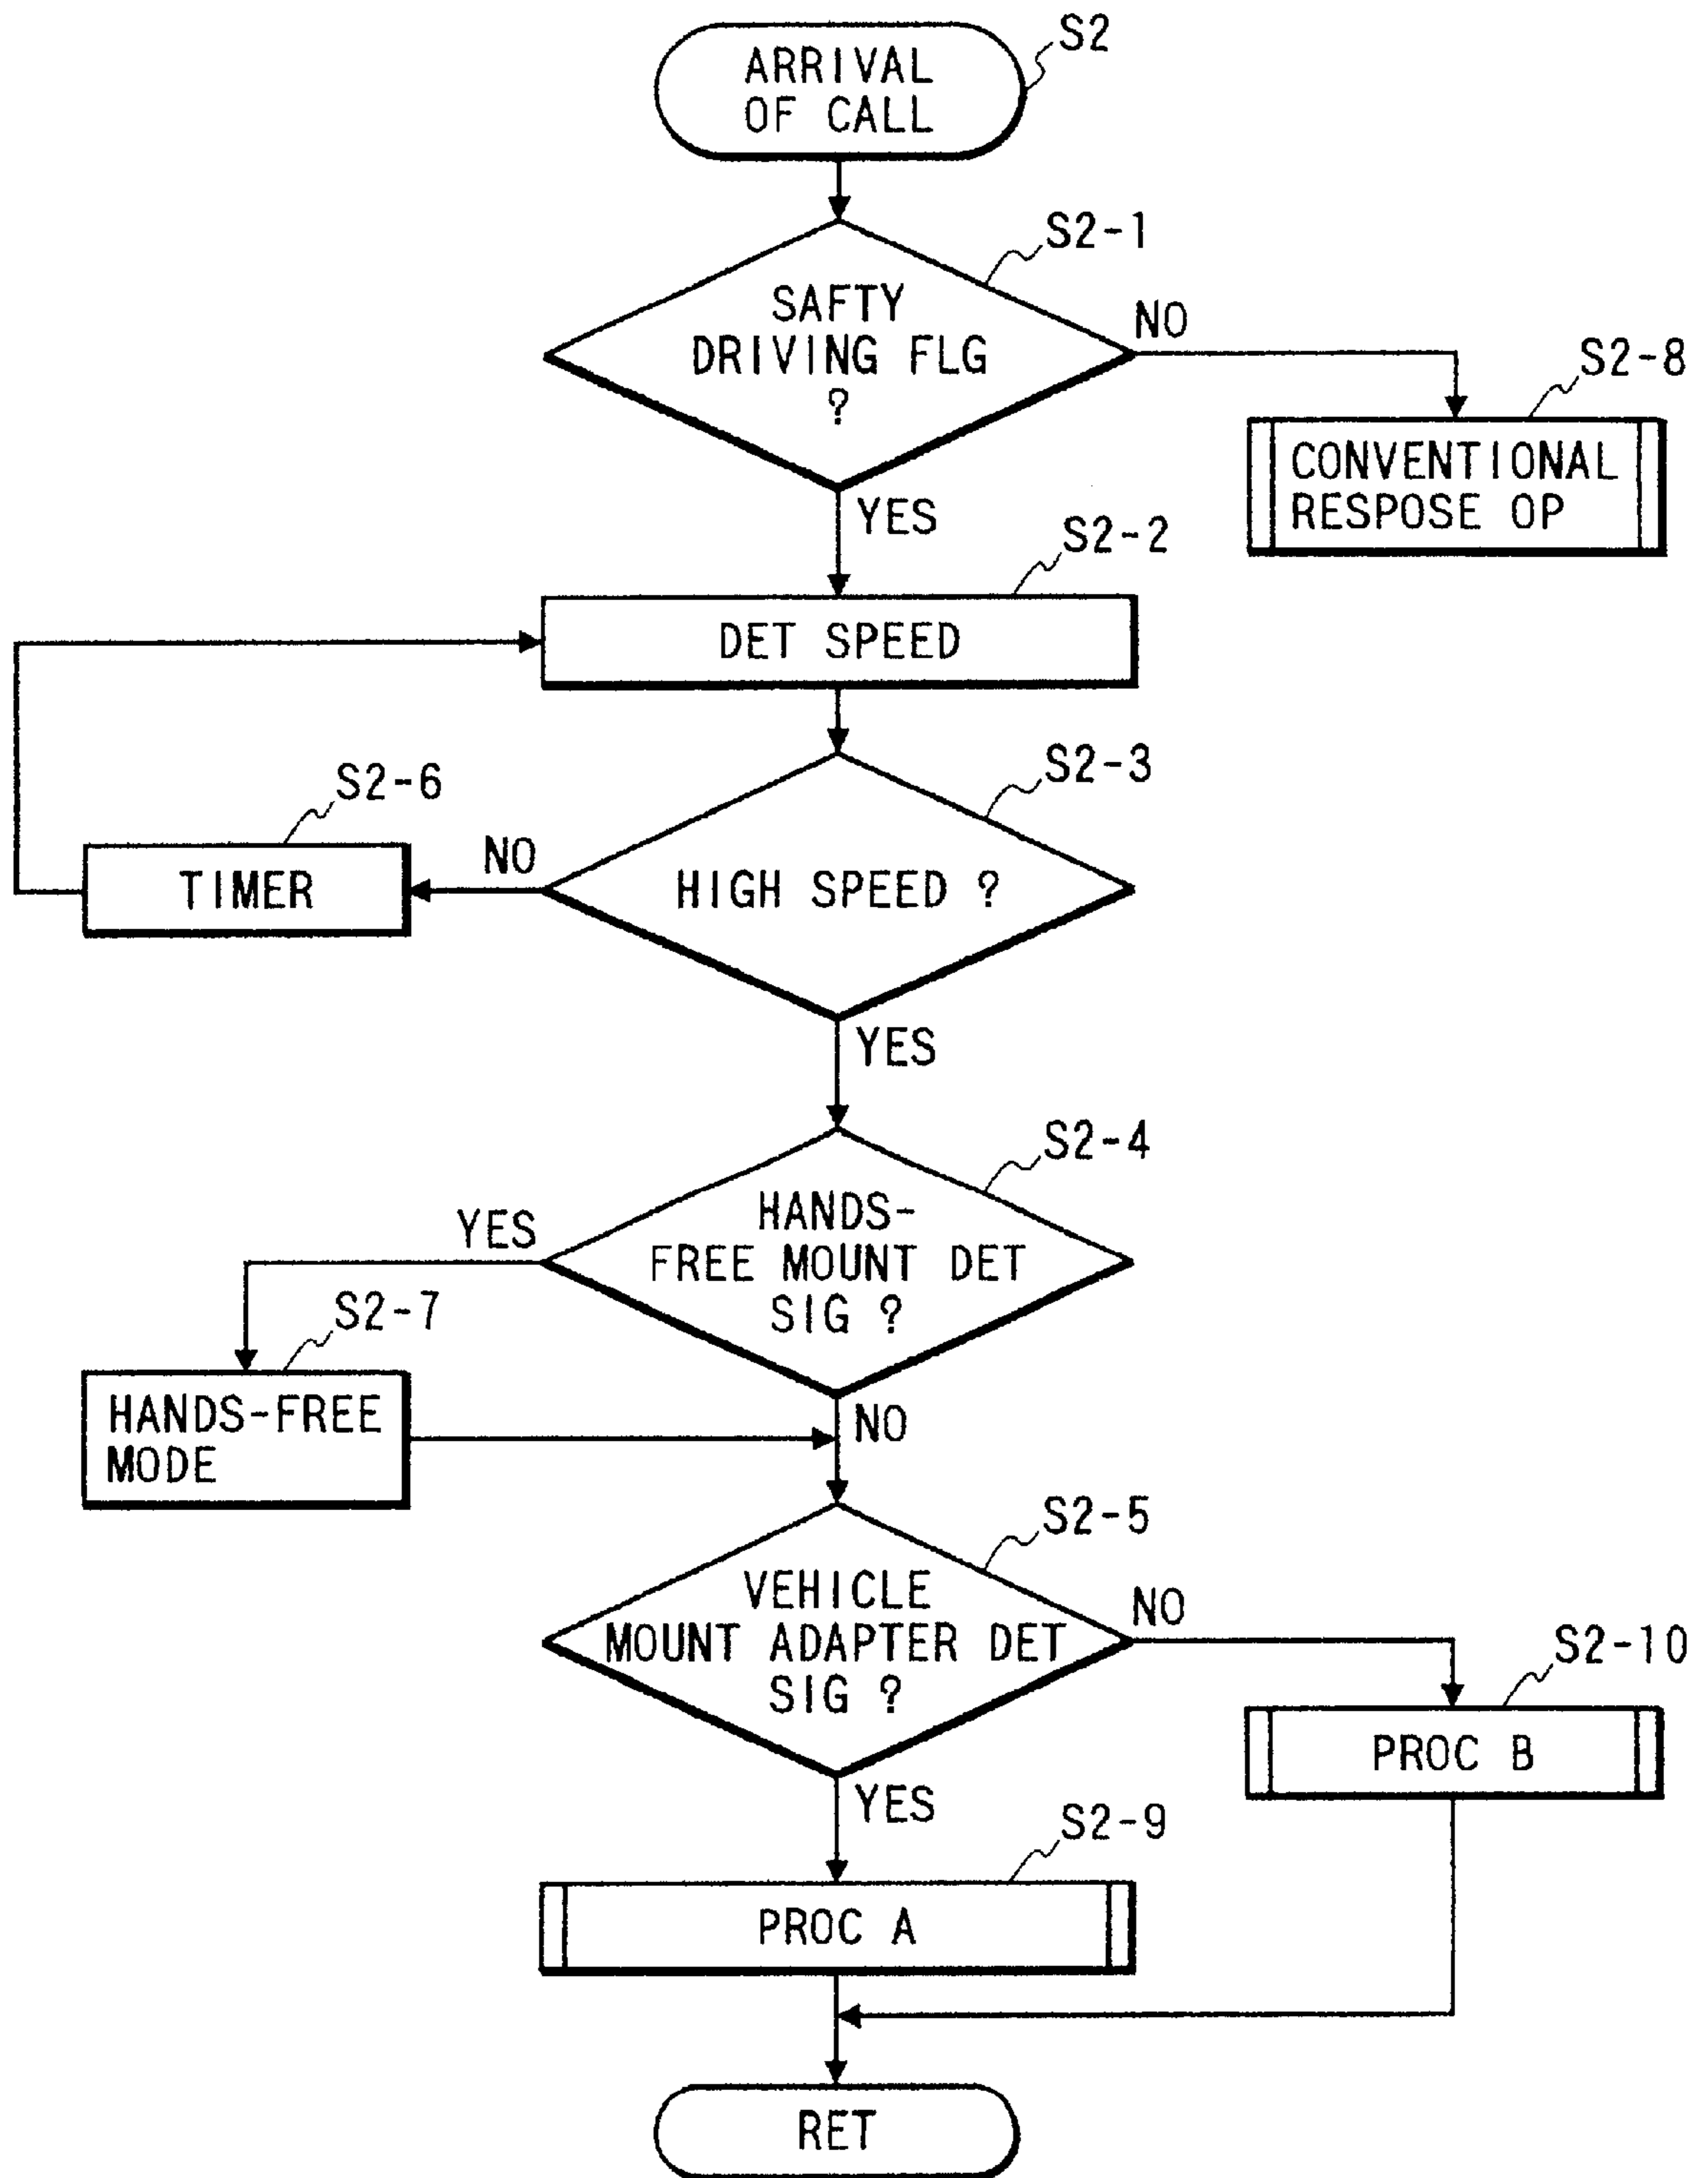 ARRIVAL
OF CALL
S2
S2-1
SAFTY
DRIVING FLG
?
NO
S2-8
CONVENTIONAL
RESPOSE OP
YES
S2-2
DET SPEED
S2-3
S2-6
NO
TIMER
HIGH SPEED ?
YES
S2-4
HANDS-
FREE MOUNT DET
SIG ?
YES
S2-7
HANDS-FREE
MODE
NO
S2-5
VEHICLE
MOUNT ADAPTER DET
SIG ?
NO
S2-10
PROC B
YES
S2-9
PROC A
RET